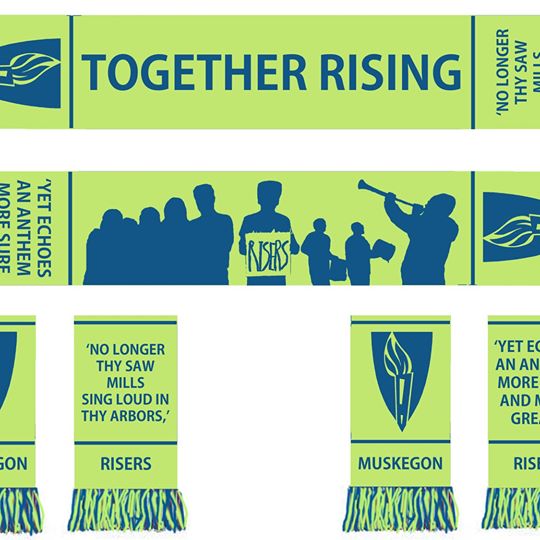 TOGETHER RISING
'NO LONGER
THY SAW
MILLS
'YET ECHOES
AN ANTHEM
MORE SURE
RISERS
'NO LONGER
THY SAW
MILLS
SING LOUD IN
THY ARBORS,'
RISERS
MUSKEGON
'YET EC
AN AN
MORE
AND M
GREA
RISE
GON